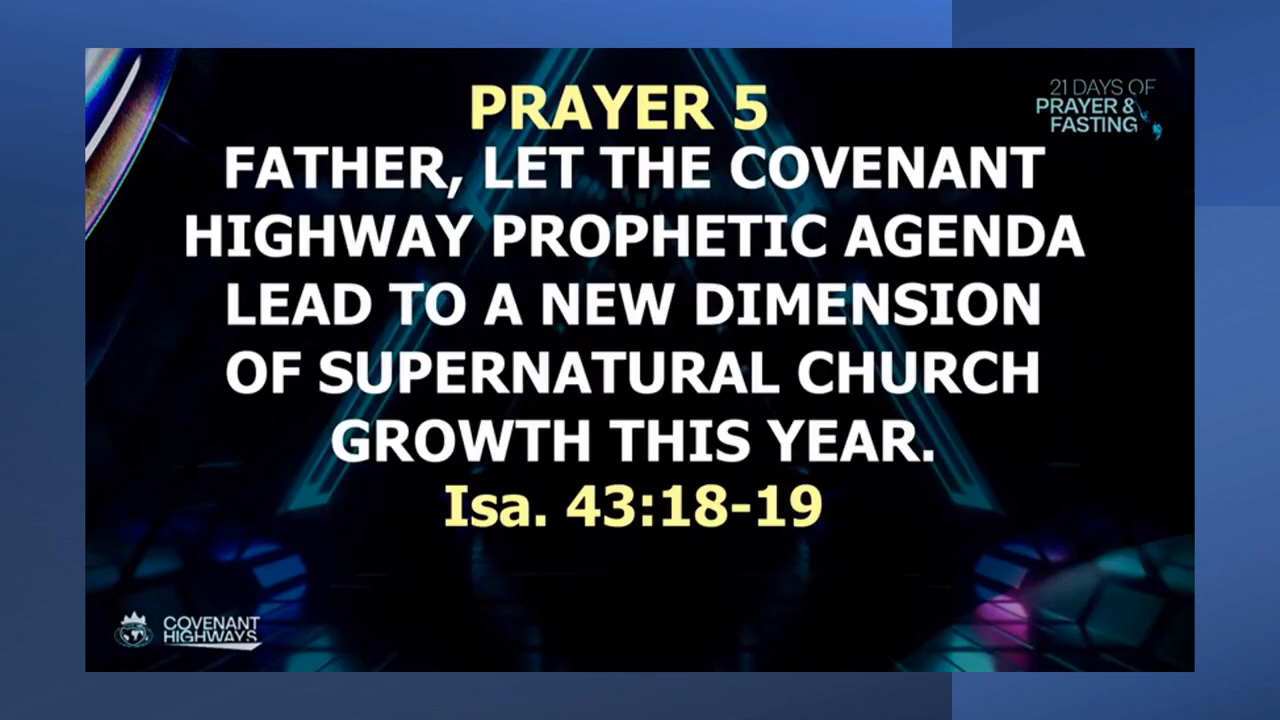 PRAYER 5
21 DAYS OF
PRAYER &
FASTING
FATHER, LET THE COVENANT
HIGHWAY PROPHETIC AGENDA
LEAD TO A NEW DIMENSION
OF SUPERNATURAL CHURCH
GROWTH THIS YEAR.
Isa. 43:18-19
COVENANT
HIGHWAYS